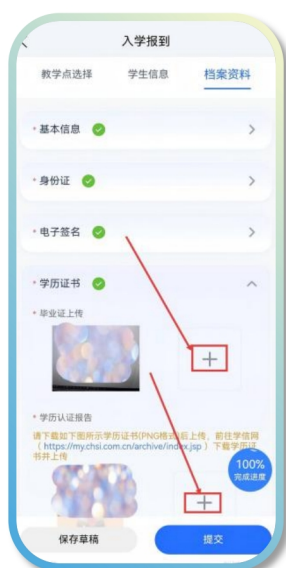 入学报到
教学点选择 学生信息 档案资料
* 基本信息
* 身份证
* 电子签名
* 学历证书
* 毕业证上传
* 学历认证报告
请下载如下图所示学历证书(PNG格式)后上传，前往学信网
( https://my.chsi.com.cn/archive/index.jsp ) 下载学历证
书并上传
100%
完成进度
保存草稿 提交